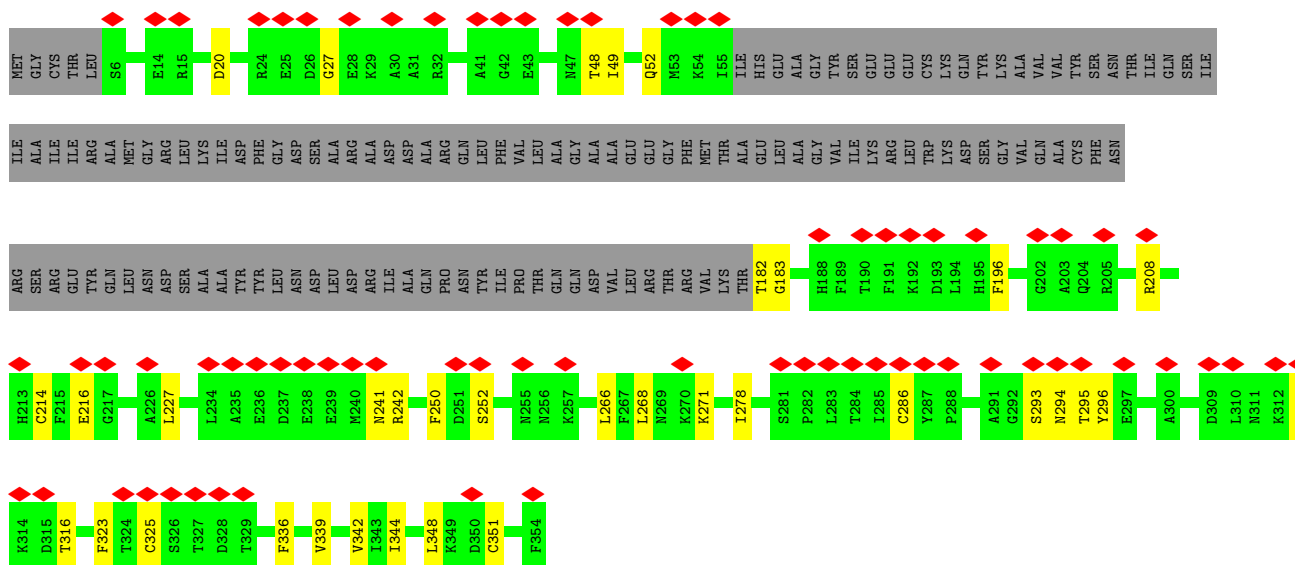 MET GLY CYS THR LEU S6 E14 R15 D20 R24 E25 D26 G27 E28 K29 A30 A31 R32 A41 G42 E43 N47 T48 I49 Q52 M53 K54 I55 ILE HIS GLU ALA GLY TYR SER GLU GLU GLU CYS LYS GLN TYR LYS ALA VAL VAL TYR SER ASN THR ILE GLN SER ILE
ILE ALA ILE ILE ARG ALA MET GLY ARG LEU LYS ILE ASP PHE GLY ASP SER ALA ARG ALA ASP ASP ALA ARG GLN LEU PHE VAL LEU ALA GLY ALA ALA GLU GLU GLY PHE MET THR ALA GLU LEU ALA GLY VAL ILE LYS ARG LEU TRP LYS ASP SER GLY VAL GLN ALA CYS PHE ASN
ARG SER ARG GLU TYR GLN LEU ASN ASP SER ALA ALA TYR TYR LEU ASN ASP LEU ASP ARG ILE ALA GLN PRO ASN TYR ILE PRO THR GLN GLN ASP VAL LEU ARG THR ARG VAL LYS THR T182 G183 H188 F189 T190 F191 K192 D193 L194 H195 F196 G202 A203 Q204 R205 R208
H213 C214 F215 E216 G217 A226 L227 L234 A235 E236 D237 E238 E239 M240 N241 R242 F250 D251 S252 N255 N256 K257 L266 F267 L268 N269 K270 K271 I278 S281 P282 L283 T284 I285 C286 Y287 P288 A291 G292 S293 N294 T295 Y296 E297 A300 D309 L310 N311 K312
K314 D315 T316 F323 T324 C325 S326 T327 D328 T329 F336 V339 V342 I343 I344 L348 K349 D350 C351 F354